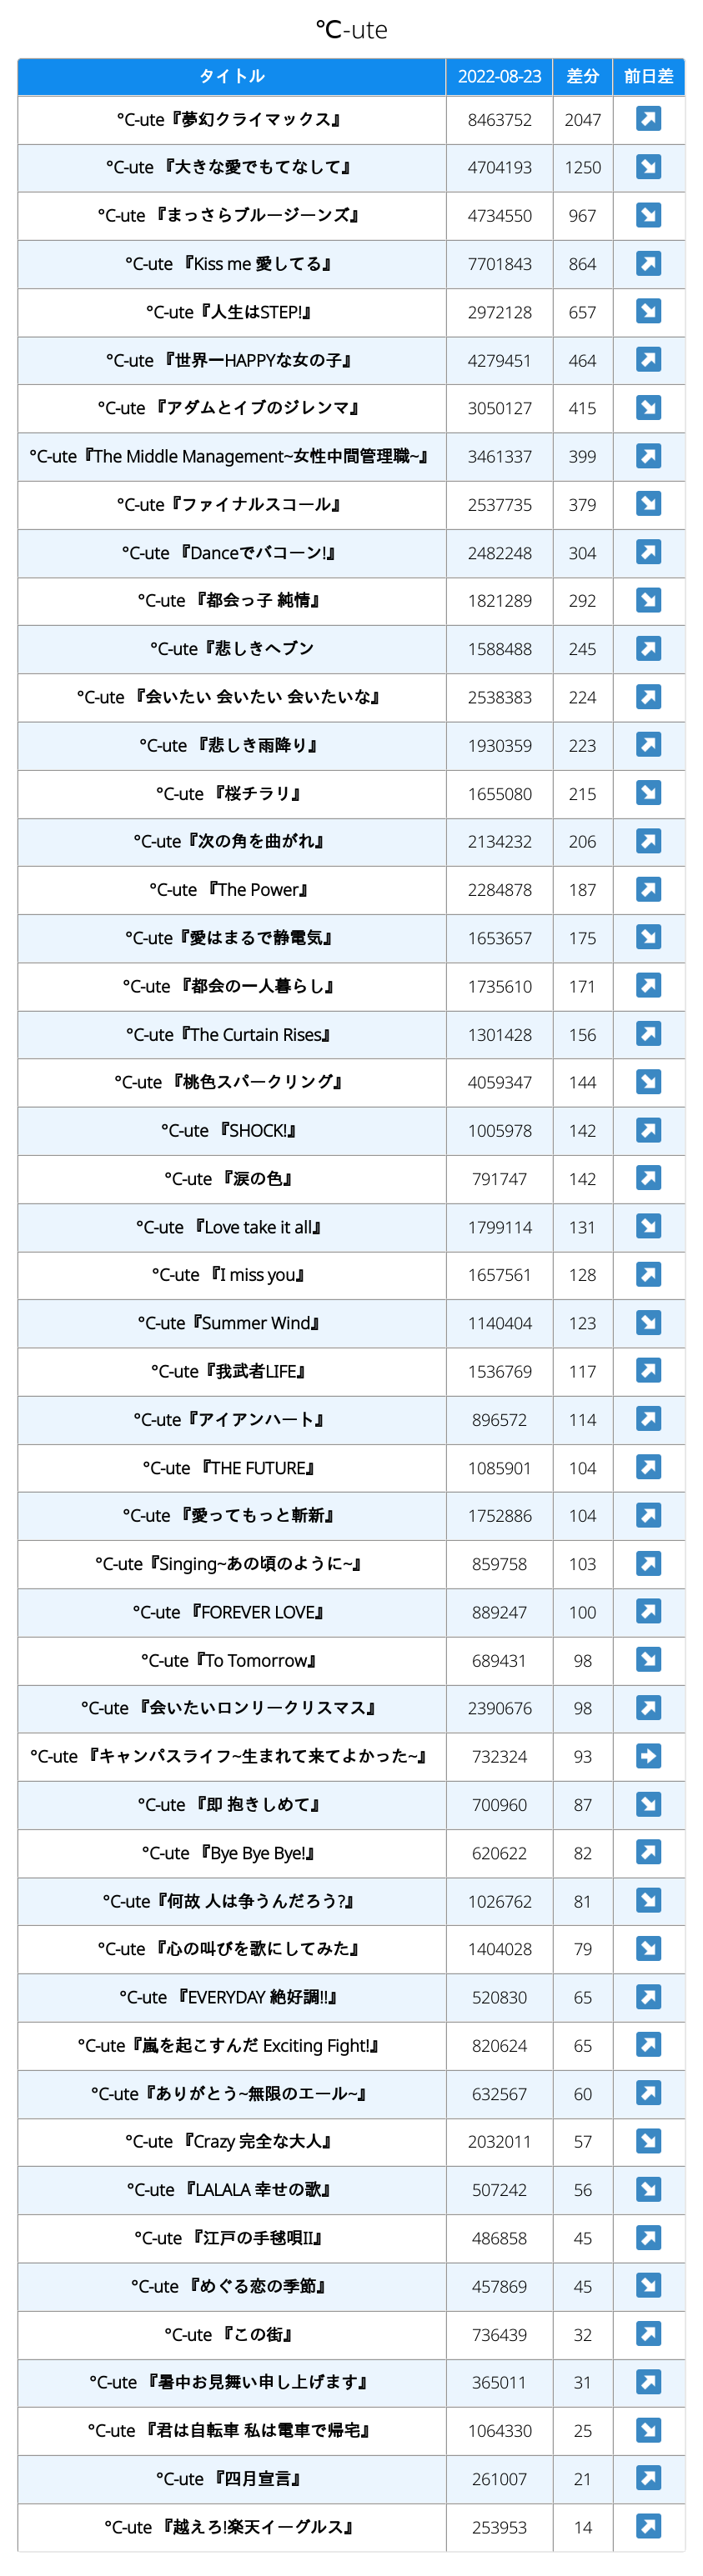 ℃-ute
タイトル 2022-08-23 差分 前日差
°C-ute『夢幻クライマックス』 8463752 2047 ↗
°C-ute 『大きな愛でもてなして』 4704193 1250 ↘
°C-ute 『まっさらブルージーンズ』 4734550 967 ↘
°C-ute 『Kiss me 愛してる』 7701843 864 ↗
°C-ute『人生はSTEP!』 2972128 657 ↘
°C-ute 『世界一HAPPYな女の子』 4279451 464 ↗
°C-ute 『アダムとイブのジレンマ』 3050127 415 ↘
°C-ute『The Middle Management~女性中間管理職~』 3461337 399 ↗
°C-ute『ファイナルスコール』 2537735 379 ↘
°C-ute 『Danceでバコーン!』 2482248 304 ↗
°C-ute 『都会っ子 純情』 1821289 292 ↘
°C-ute『悲しきヘブン 1588488 245 ↗
°C-ute 『会いたい 会いたい 会いたいな』 2538383 224 ↗
°C-ute 『悲しき雨降り』 1930359 223 ↗
°C-ute 『桜チラリ』 1655080 215 ↘
°C-ute『次の角を曲がれ』 2134232 206 ↗
°C-ute 『The Power』 2284878 187 ↗
°C-ute『愛はまるで静電気』 1653657 175 ↘
°C-ute 『都会の一人暮らし』 1735610 171 ↗
°C-ute『The Curtain Rises』 1301428 156 ↗
°C-ute 『桃色スパークリング』 4059347 144 ↘
°C-ute 『SHOCK!』 1005978 142 ↗
°C-ute 『涙の色』 791747 142 ↗
°C-ute 『Love take it all』 1799114 131 ↘
°C-ute 『I miss you』 1657561 128 ↗
°C-ute『Summer Wind』 1140404 123 ↘
°C-ute『我武者LIFE』 1536769 117 ↗
°C-ute『アイアンハート』 896572 114 ↗
°C-ute 『THE FUTURE』 1085901 104 ↗
°C-ute 『愛ってもっと斬新』 1752886 104 ↗
°C-ute『Singing~あの頃のように~』 859758 103 ↗
°C-ute 『FOREVER LOVE』 889247 100 ↗
°C-ute『To Tomorrow』 689431 98 ↘
°C-ute 『会いたいロンリークリスマス』 2390676 98 ↗
°C-ute 『キャンパスライフ~生まれて来てよかった~』 732324 93 ➡
°C-ute 『即 抱きしめて』 700960 87 ↘
°C-ute 『Bye Bye Bye!』 620622 82 ↗
°C-ute『何故 人は争うんだろう?』 1026762 81 ↘
°C-ute 『心の叫びを歌にしてみた』 1404028 79 ↘
°C-ute 『EVERYDAY 絶好調!!』 520830 65 ↗
°C-ute『嵐を起こすんだ Exciting Fight!』 820624 65 ↗
°C-ute『ありがとう~無限のエール~』 632567 60 ↗
°C-ute 『Crazy 完全な大人』 2032011 57 ↘
°C-ute 『LALALA 幸せの歌』 507242 56 ↘
°C-ute 『江戸の手毬唄II』 486858 45 ↗
°C-ute 『めぐる恋の季節』 457869 45 ↘
°C-ute 『この街』 736439 32 ↗
°C-ute 『暑中お見舞い申し上げます』 365011 31 ↗
°C-ute 『君は自転車 私は電車で帰宅』 1064330 25 ↘
°C-ute 『四月宣言』 261007 21 ↗
°C-ute 『越えろ!楽天イーグルス』 253953 14 ↗